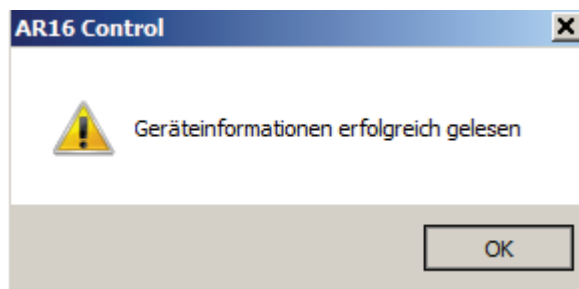 AR16 Control
Geräteinformationen erfolgreich gelesen
OK